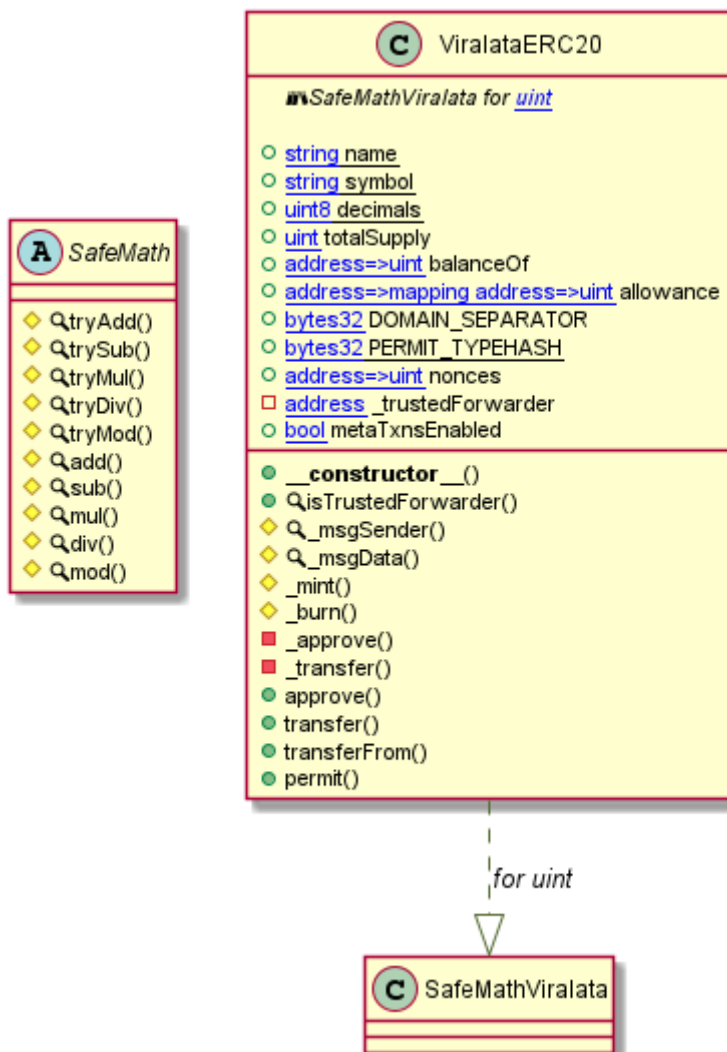 A SafeMath
tryAdd()
trySub()
tryMul()
tryDiv()
tryMod()
add()
sub()
mul()
div()
mod()
C ViralataERC20
SafeMathViralata for uint
string name
string symbol
uint8 decimals
uint totalSupply
address=>uint balanceOf
address=>mapping address=>uint allowance
bytes32 DOMAIN_SEPARATOR
bytes32 PERMIT_TYPEHASH
address=>uint nonces
address _trustedForwarder
bool metaTxnsEnabled
__constructor__()
isTrustedForwarder()
_msgSender()
_msgData()
_mint()
_burn()
_approve()
_transfer()
approve()
transfer()
transferFrom()
permit()
for uint
C SafeMathViralata